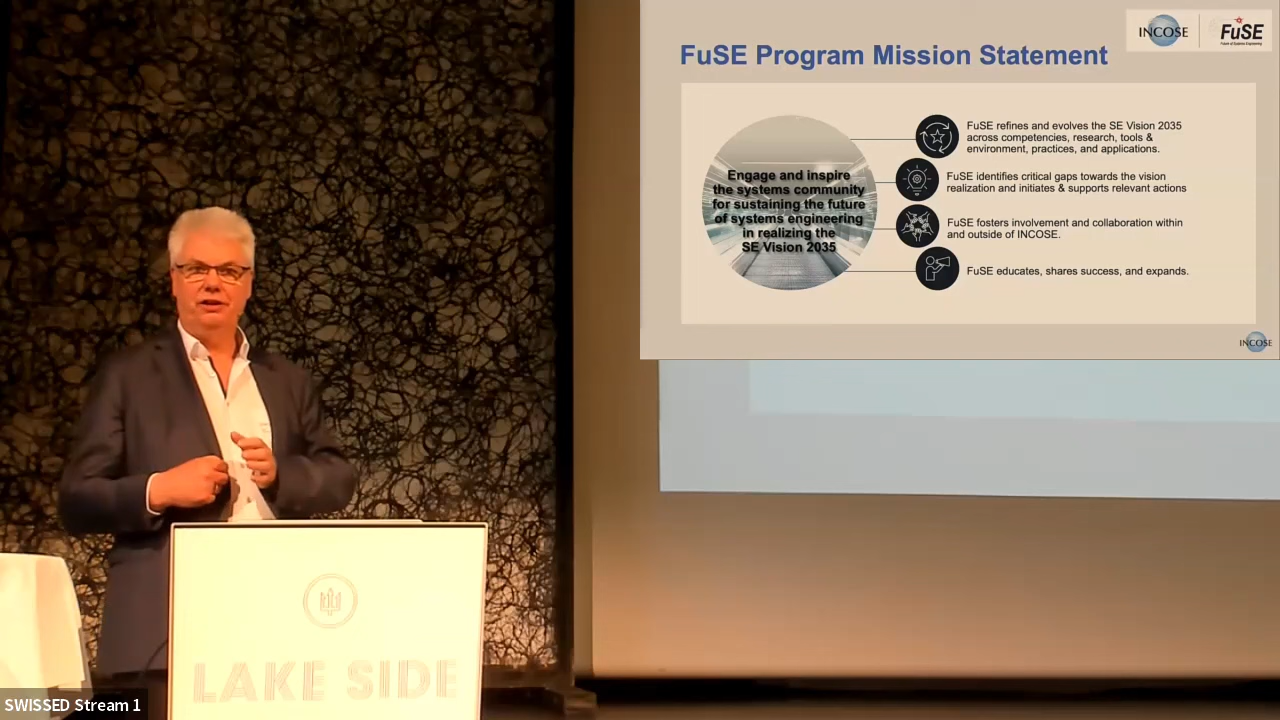 INCOSE
FuSE
Future of Systems Engineering
FuSE Program Mission Statement
Engage and inspire
the systems community
for sustaining the future
of systems engineering
in realizing the
SE Vision 2035
FuSE refines and evolves the SE Vision 2035
across competencies, research, tools &
environment, practices, and applications.
FuSE identifies critical gaps towards the vision
realization and initiates & supports relevant actions
FuSE fosters involvement and collaboration within
and outside of INCOSE.
FuSE educates, shares success, and expands.
INCOSE
LAKE SIDE
SWISSED Stream 1